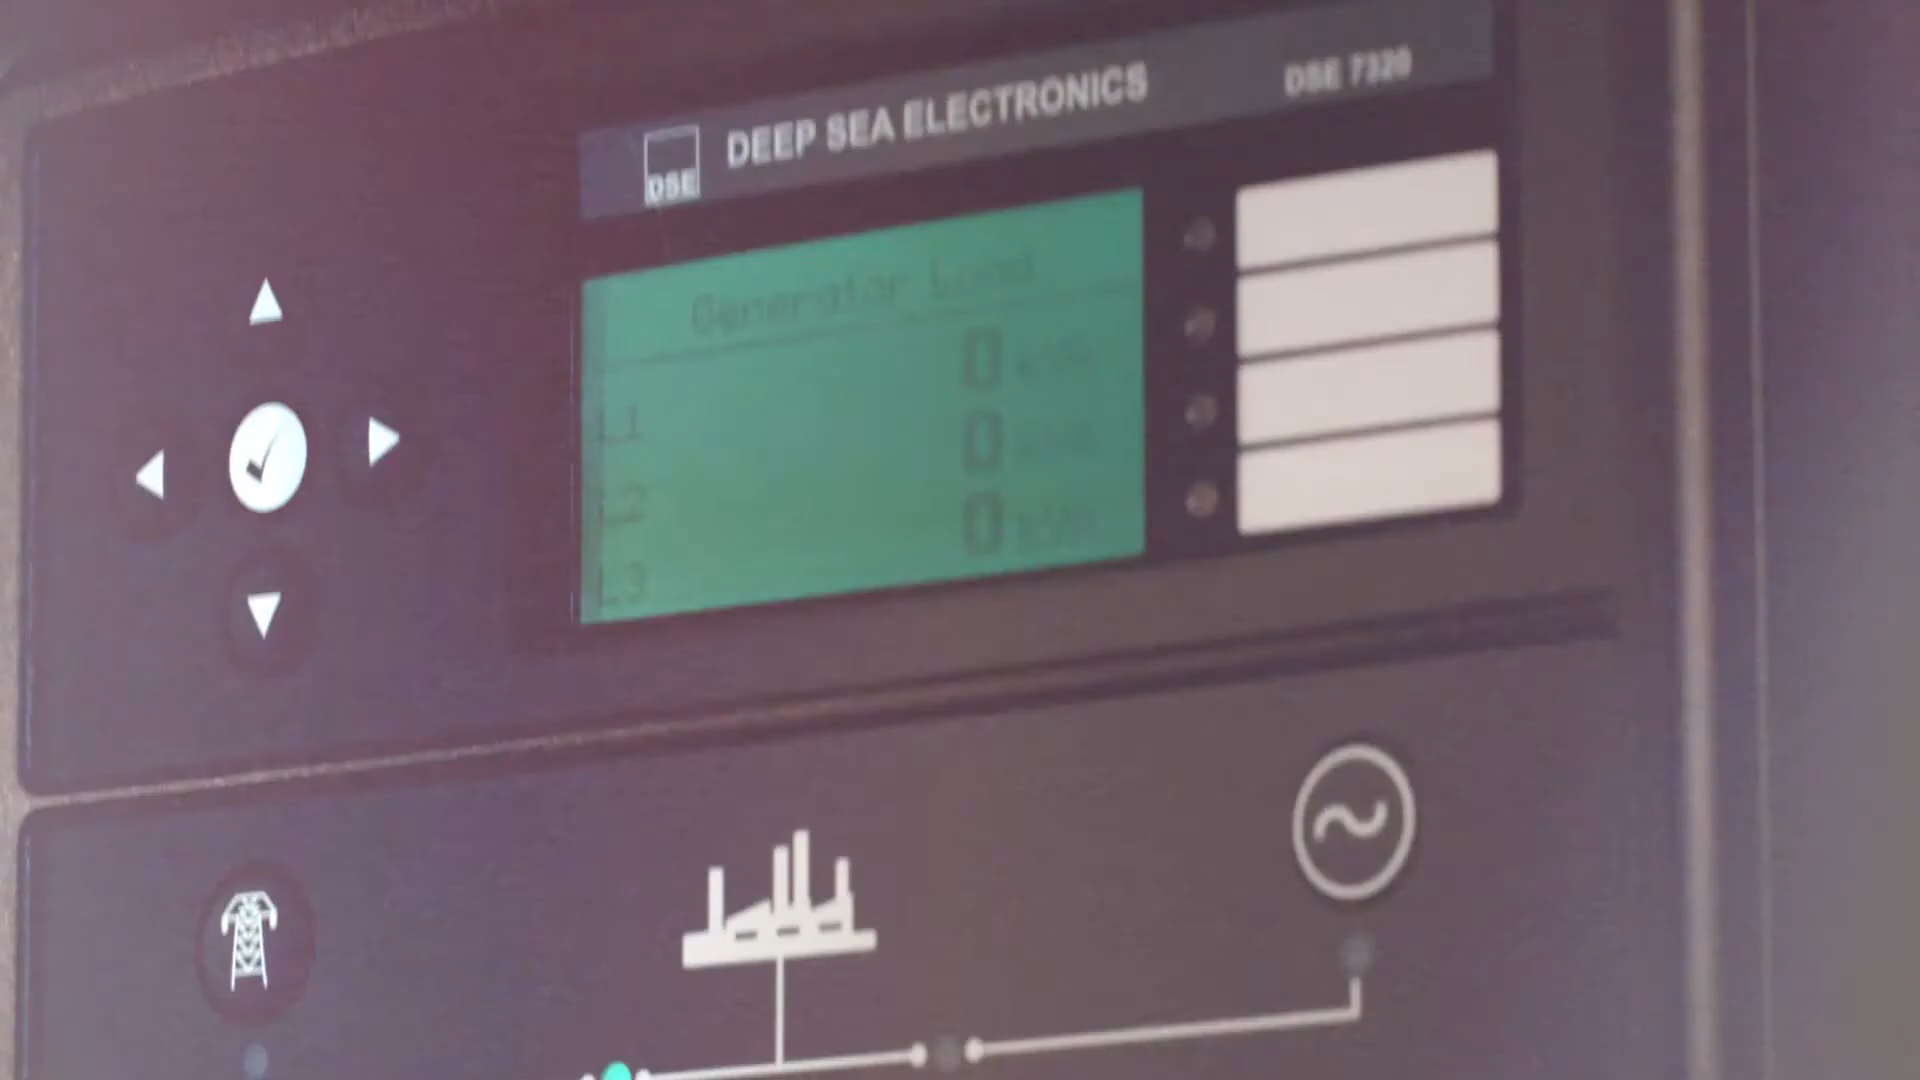 DSE DEEP SEA ELECTRONICS DSE 7320
Generator Load
L1 0
L2 0
L3 0